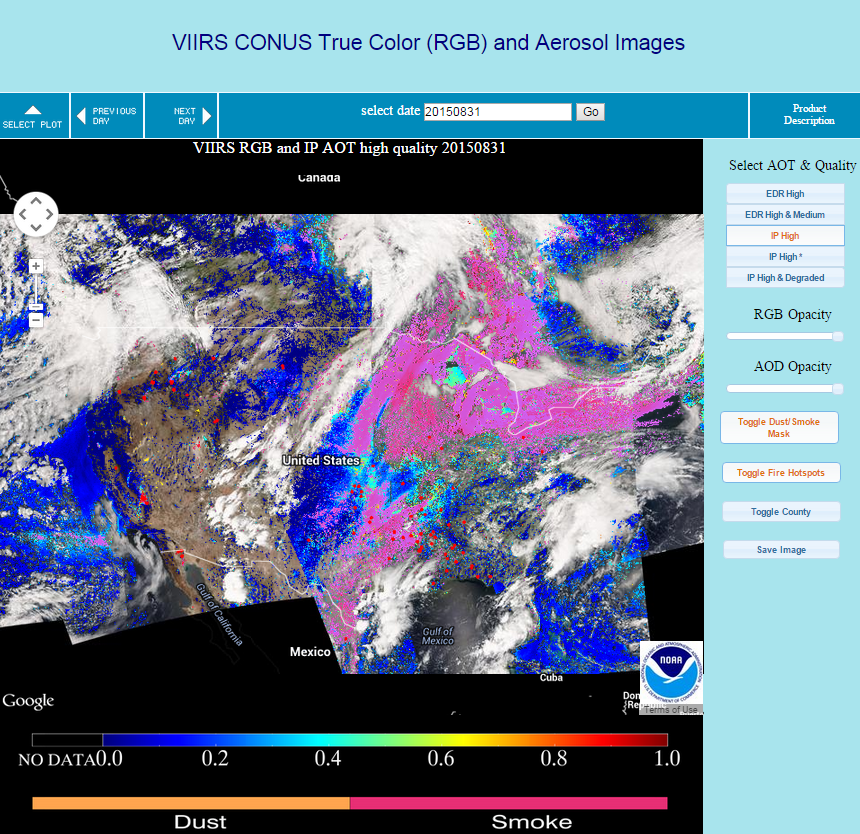 VIIRS CONUS True Color (RGB) and Aerosol Images
SELECT PLOT
PREVIOUS
DAY
NEXT
DAY
select date 20150831 Go
Product
Description
VIIRS RGB and IP AOT high quality 20150831
Canada
Select AOT & Quality
EDR High
EDR High & Medium
IP High
IP High *
IP High & Degraded
RGB Opacity
AOD Opacity
Toggle Dust/Smoke
Mask
Toggle Fire Hotspots
Toggle County
Save Image
United States
Gulf of California
Gulf of
Mexico
Mexico
Cuba
NOAA
Google
Terms of Use
NO DATA 0.0 0.2 0.4 0.6 0.8 1.0
Dust Smoke